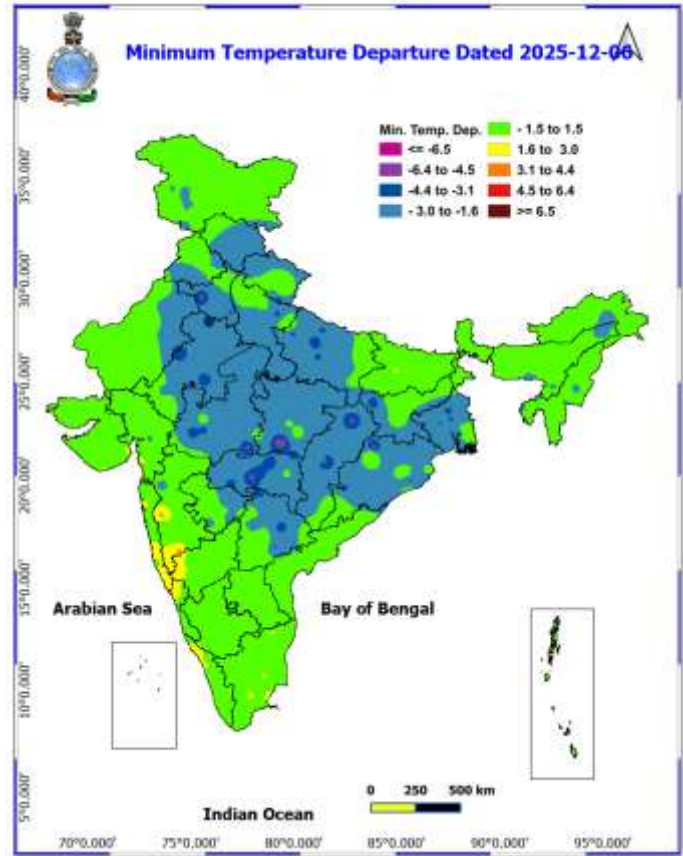 Minimum Temperature Departure Dated 2025-12-06
Min. Temp. Dep.
<= -6.5
-6.4 to -4.5
-4.4 to -3.1
- 3.0 to -1.6
- 1.5 to 1.5
1.6 to 3.0
3.1 to 4.4
4.5 to 6.4
>= 6.5
40°0.000'
35°0.000'
30°0.000'
25°0.000'
20°0.000'
15°0.000'
10°0.000'
5°0.000'
Arabian Sea
Bay of Bengal
Indian Ocean
0 250 500 km
70°0.000' 75°0.000' 80°0.000' 85°0.000' 90°0.000' 95°0.000'